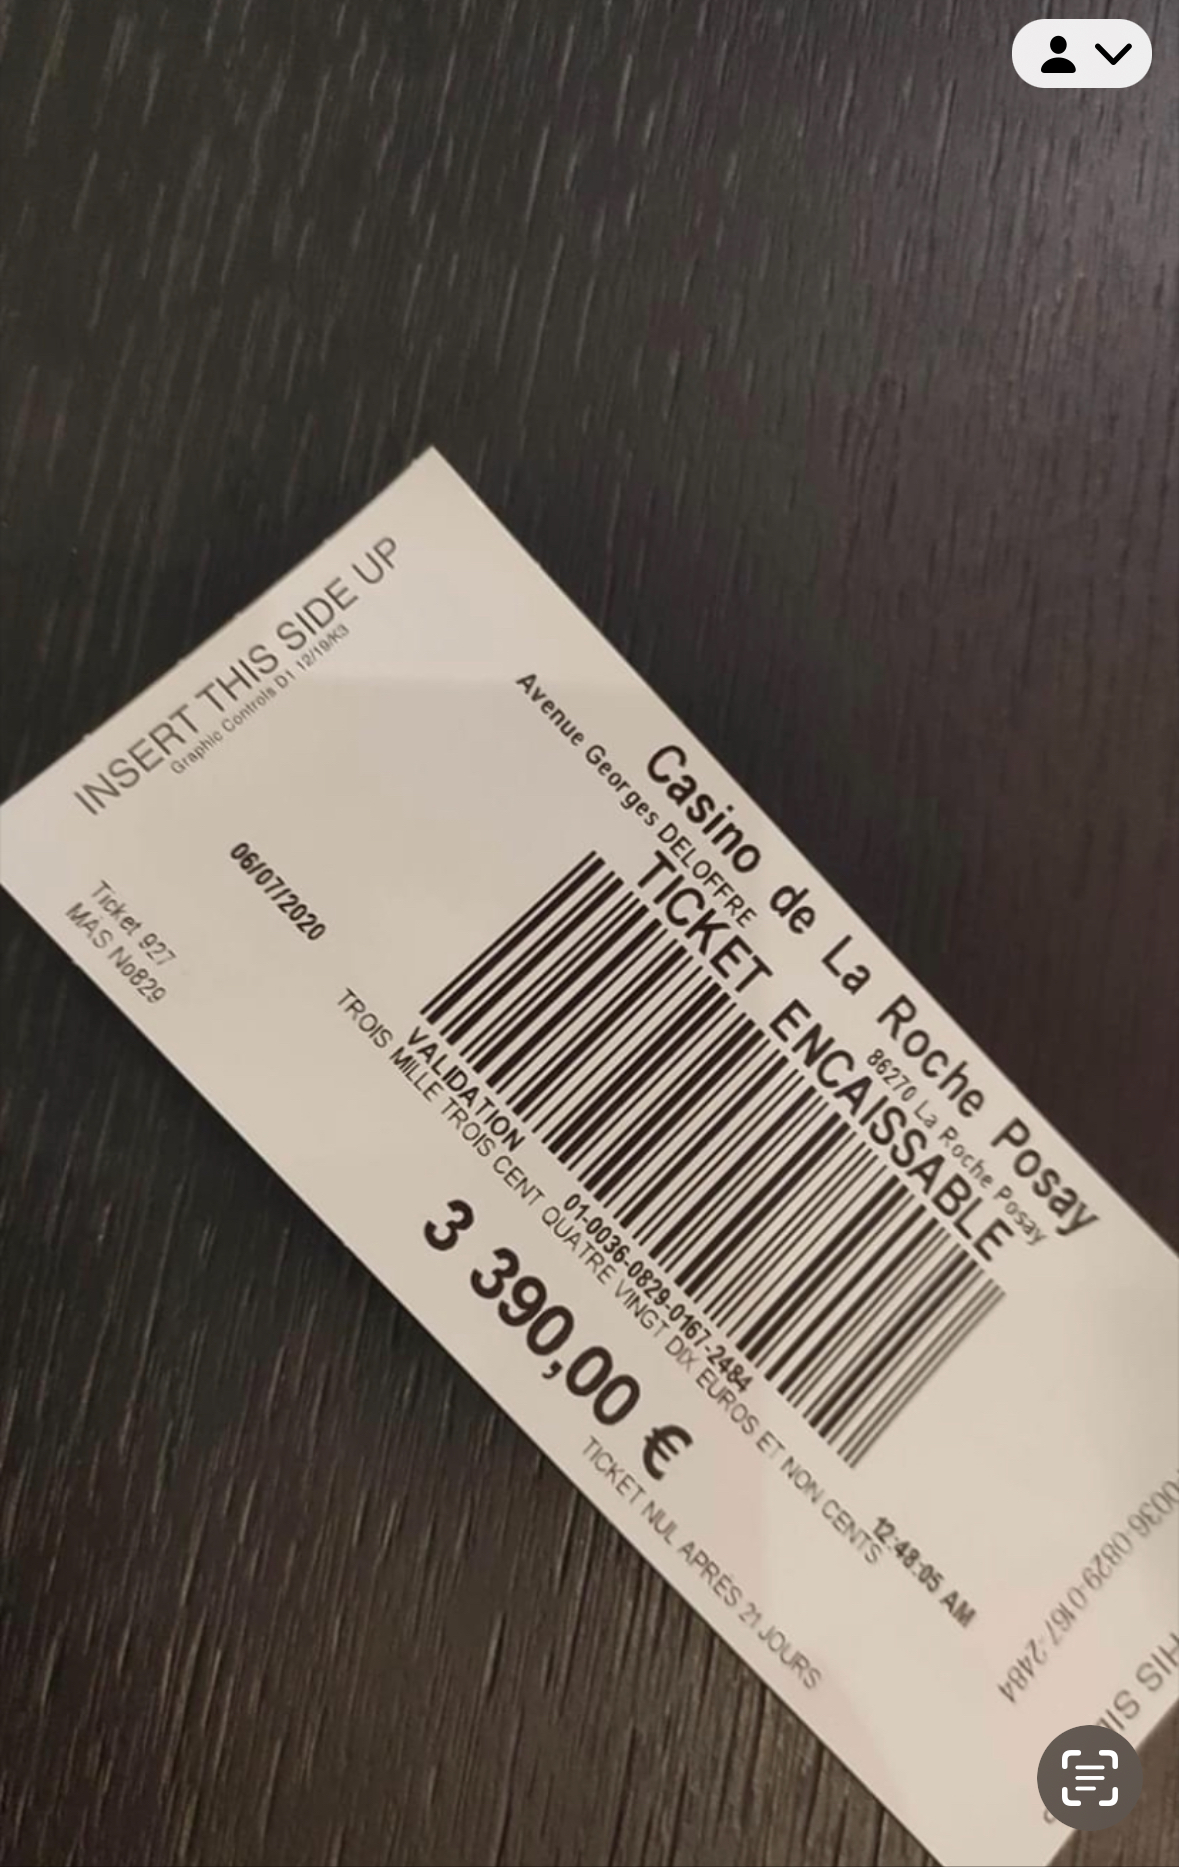 INSERT THIS SIDE UP
Graphic Controls D1 12/19/K3
Casino de La Roche Posay
Avenue Georges DELOFFRE
86270 La Roche Posay
TICKET ENCAISSABLE
VALIDATION 01-0036-0829-0167-2484
06/07/2020
12:48:05 AM
TROIS MILLE TROIS CENT QUATRE VINGT DIX EUROS ET NON CENTS
3 390,00 €
Ticket 927
TICKET NUL APRÈS 21 JOURS
MAS No829
0036-0829-0167-2484
HIS SI